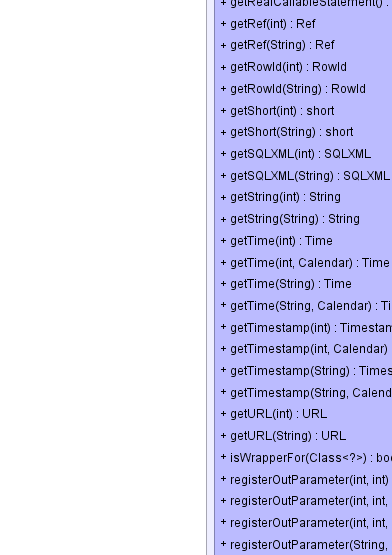 + getRealCallableStatement() :
+ getRef(int) : Ref
+ getRef(String) : Ref
+ getRowId(int) : RowId
+ getRowId(String) : RowId
+ getShort(int) : short
+ getShort(String) : short
+ getSQLXML(int) : SQLXML
+ getSQLXML(String) : SQLXML
+ getString(int) : String
+ getString(String) : String
+ getTime(int) : Time
+ getTime(int, Calendar) : Time
+ getTime(String) : Time
+ getTime(String, Calendar) : Ti
+ getTimestamp(int) : Timestam
+ getTimestamp(int, Calendar)
+ getTimestamp(String) : Times
+ getTimestamp(String, Calend
+ getURL(int) : URL
+ getURL(String) : URL
+ isWrapperFor(Class<?>) : boo
+ registerOutParameter(int, int)
+ registerOutParameter(int, int,
+ registerOutParameter(int, int,
+ registerOutParameter(String,